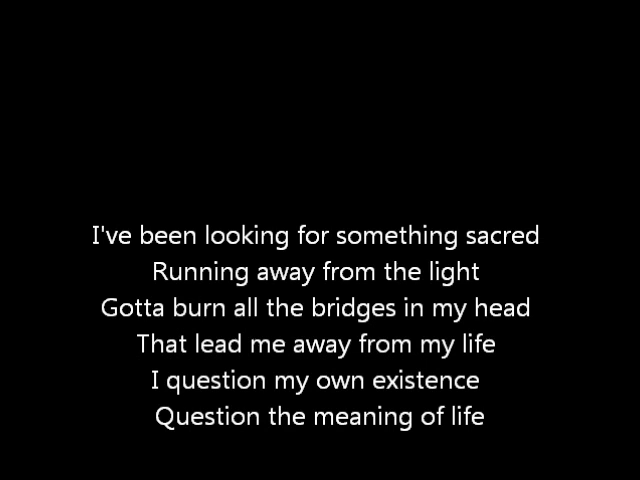 I've been looking for something sacred
Running away from the light
Gotta burn all the bridges in my head
That lead me away from my life
I question my own existence
Question the meaning of life